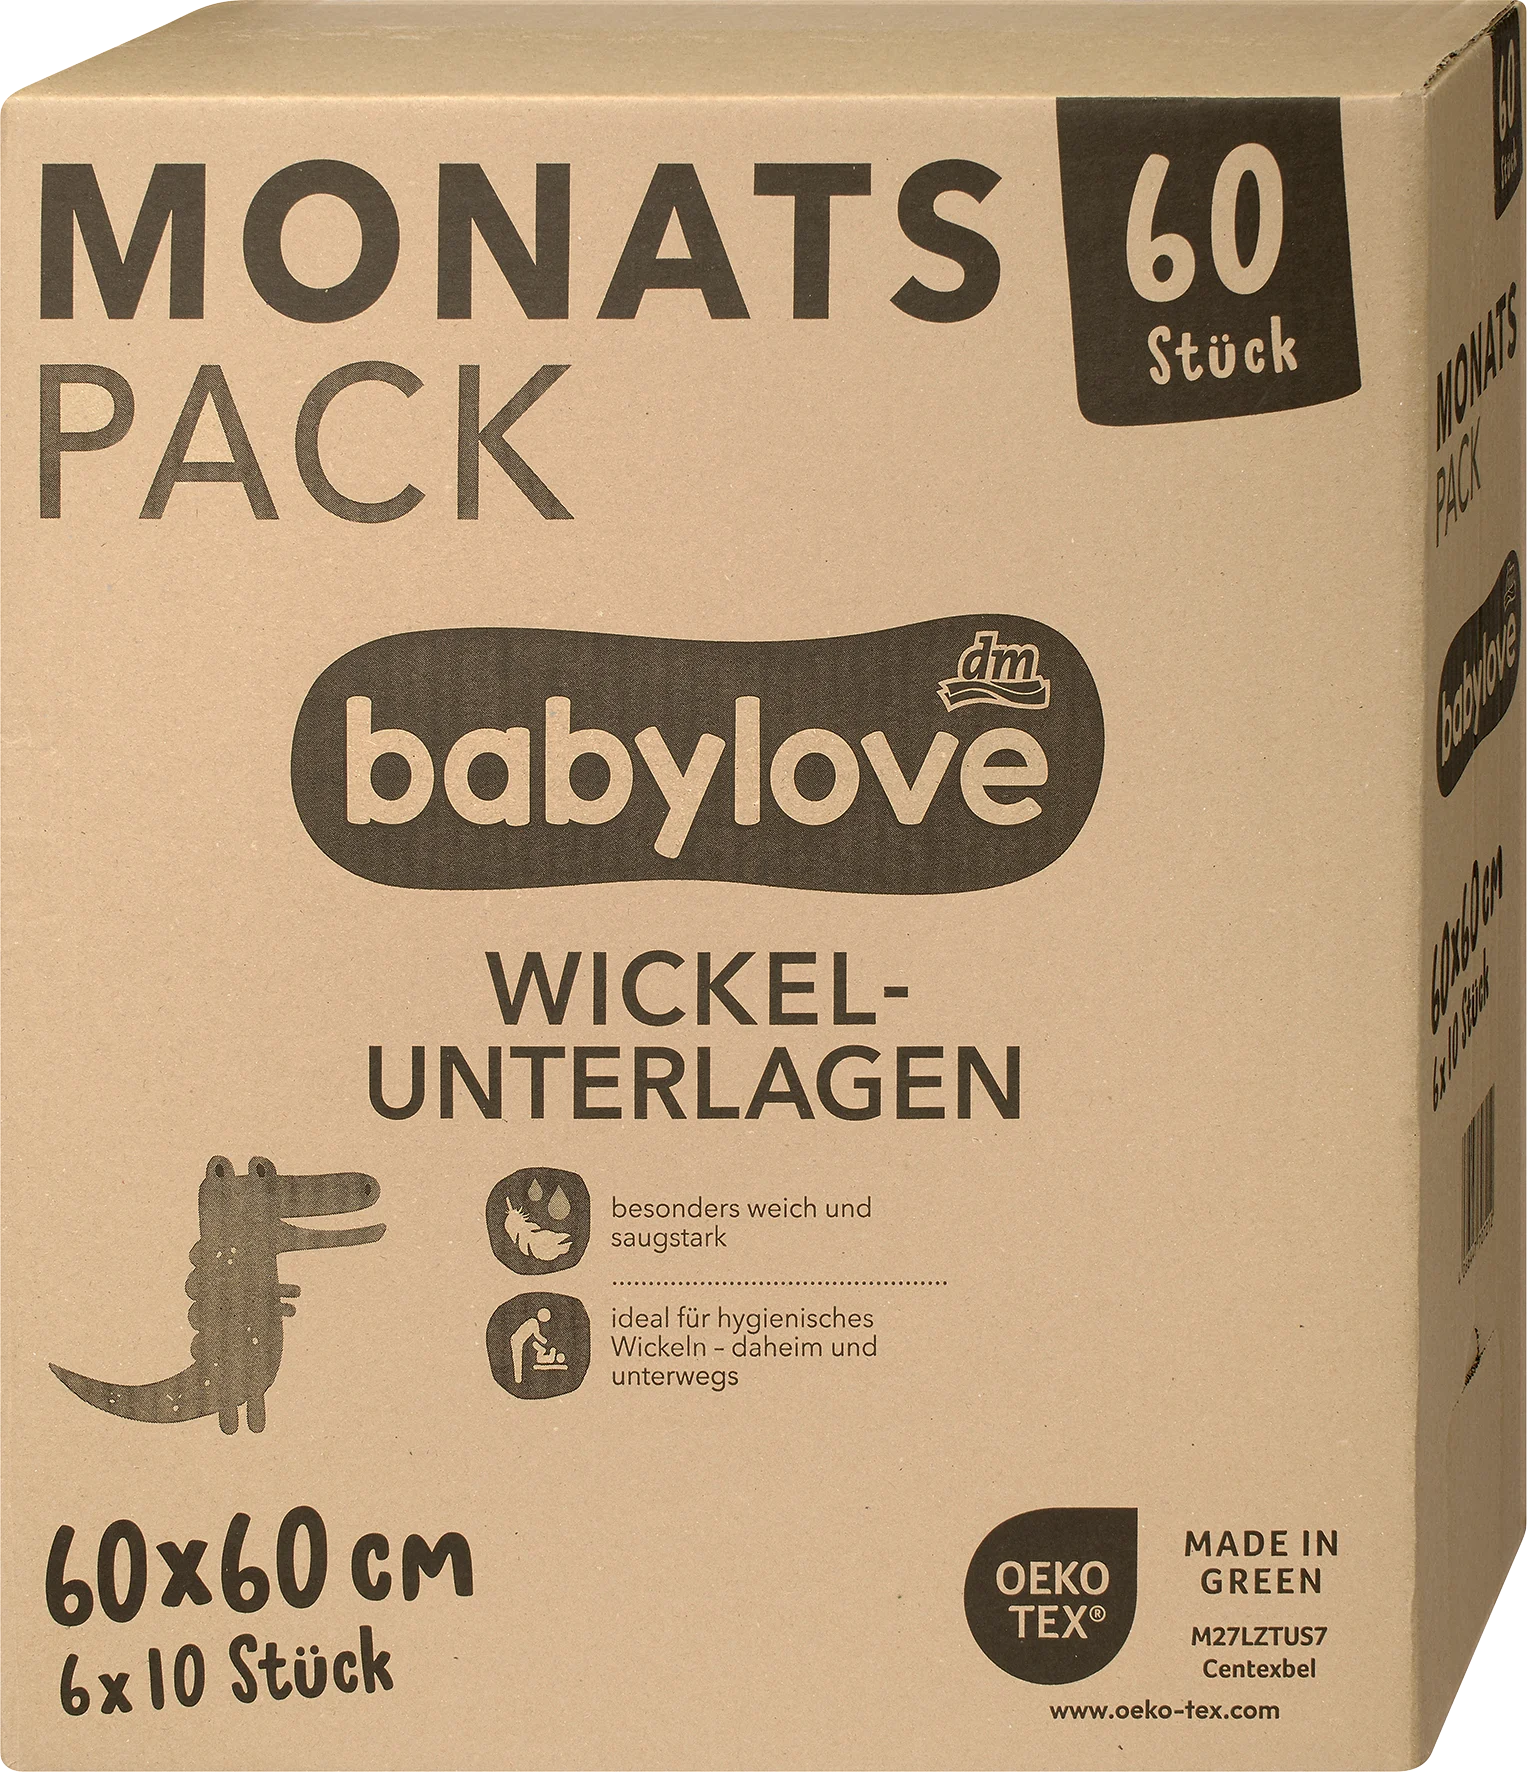 MONATS
PACK
60
Stück
dm
babylove
WICKEL-
UNTERLAGEN
besonders weich und
saugstark
ideal für hygienisches
Wickeln – daheim und
unterwegs
60x60 cm
6x10 Stück
OEKO
TEX®
MADE IN
GREEN
M27LZTUS7
Centexbel
www.oeko-tex.com
60
Stück
MONATS
PACK
babylove
60x60 cm
6x10 Stück